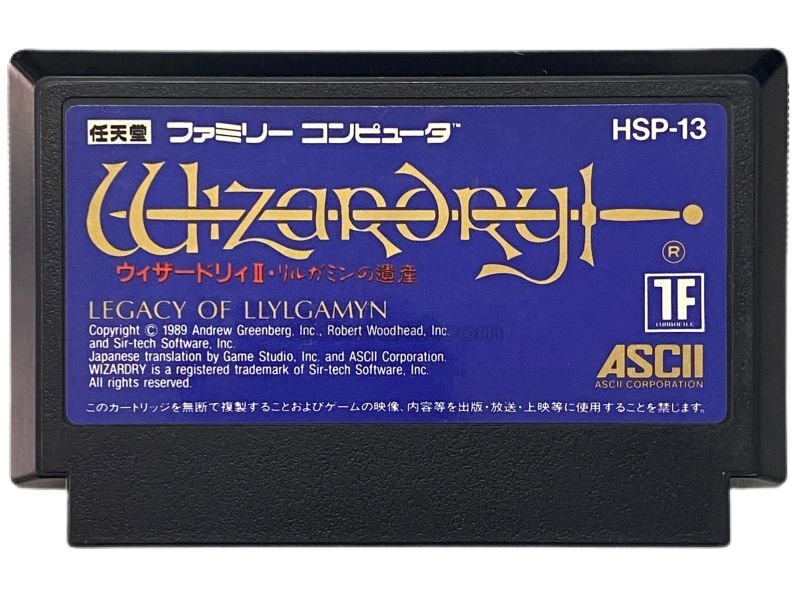 任天堂 ファミリー コンピュータ™ HSP-13
Wizardry
®
ウィザードリィⅡ・リルガミンの遺産
LEGACY OF LLYLGAMYN
Copyright © 1989 Andrew Greenberg, Inc., Robert Woodhead, Inc.
and Sir-tech Software, Inc.
Japanese translation by Game Studio, Inc. and ASCII Corporation.
WIZARDRY is a registered trademark of Sir-tech Software, Inc.
All rights reserved.
TF
TURBOFILE
ASCII
ASCII CORPORATION
このカートリッジを無断で複製することおよびゲームの映像、内容等を出版・放送・上映等に使用することを禁じます。